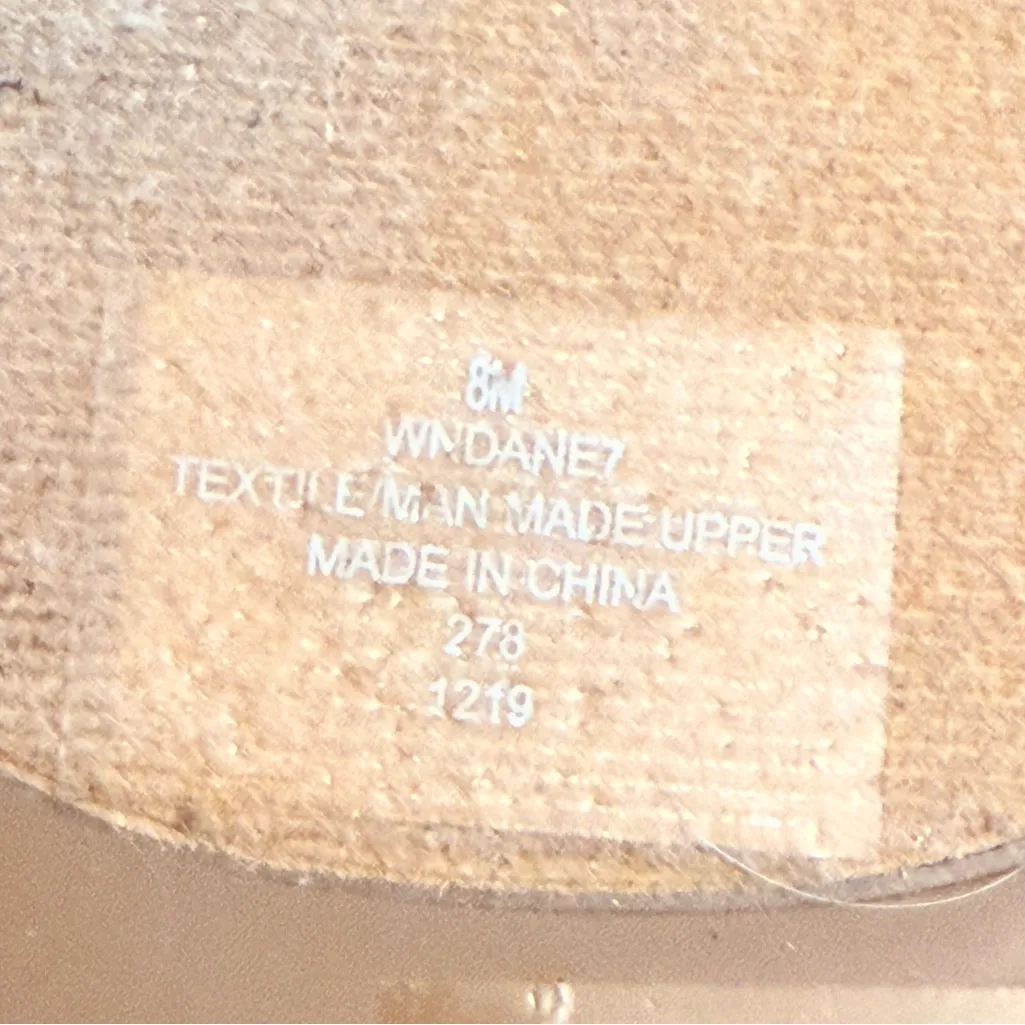 8M
WNDANE7
TEXTILE/MAN MADE UPPER
MADE IN CHINA
278
1219